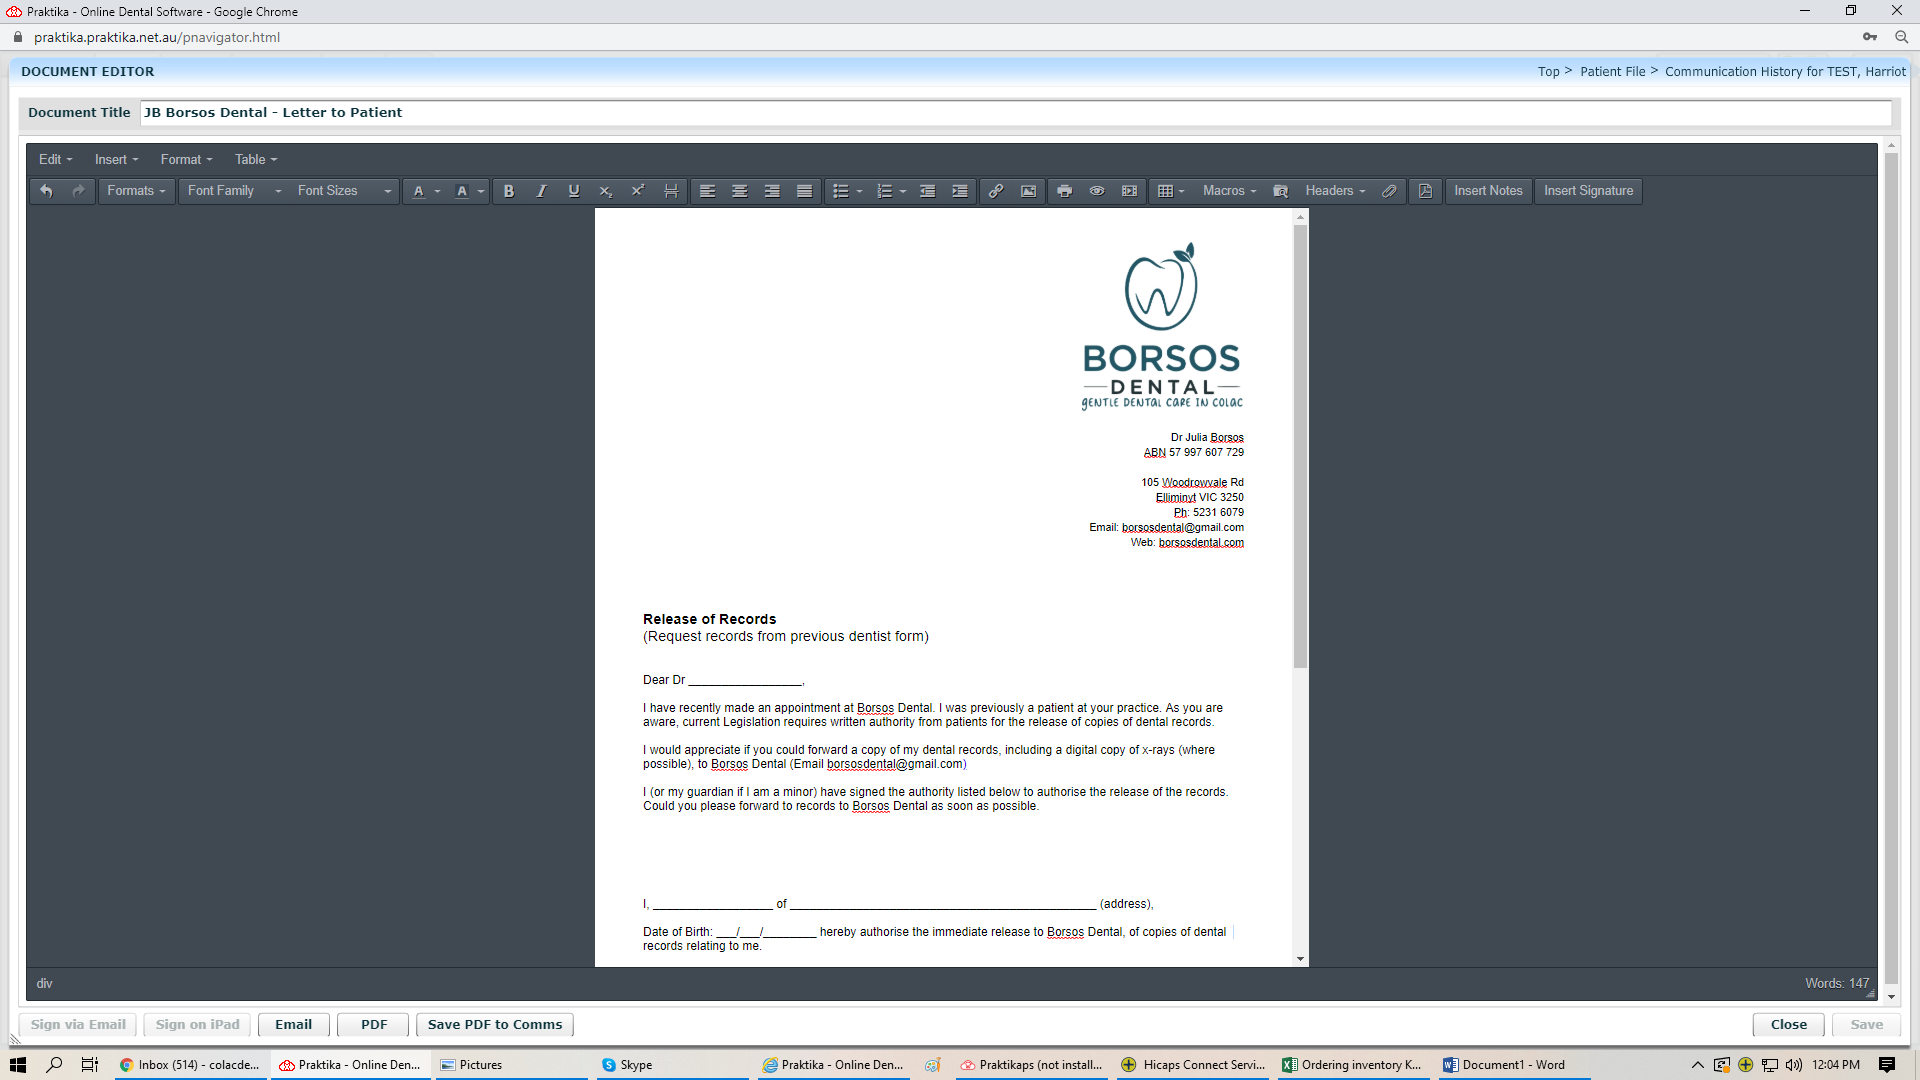 Praktika - Online Dental Software - Google Chrome
praktika.praktika.net.au/pnavigator.html
DOCUMENT EDITOR
Top > Patient File > Communication History for TEST, Harriot
Document Title JB Borsos Dental - Letter to Patient
Edit Insert Format Table
Formats Font Family Font Sizes A A B I U X₂ X² Macros Headers Insert Notes Insert Signature
BORSOS
DENTAL
GENTLE DENTAL CARE IN COLAC
Dr Julia Borsos
ABN 57 997 607 729
105 Woodrowvale Rd
Elliminyt VIC 3250
Ph: 5231 6079
Email: borsosdental@gmail.com
Web: borsosdental.com
Release of Records
(Request records from previous dentist form)
Dear Dr _________________,
I have recently made an appointment at Borsos Dental. I was previously a patient at your practice. As you are
aware, current Legislation requires written authority from patients for the release of copies of dental records.
I would appreciate if you could forward a copy of my dental records, including a digital copy of x-rays (where
possible), to Borsos Dental (Email borsosdental@gmail.com)
I (or my guardian if I am a minor) have signed the authority listed below to authorise the release of the records.
Could you please forward to records to Borsos Dental as soon as possible.
I, __________________ of ______________________________________________ (address),
Date of Birth: ___/___/________ hereby authorise the immediate release to Borsos Dental, of copies of dental
records relating to me.
div
Words: 147
Sign via Email Sign on iPad Email PDF Save PDF to Comms Close Save
Inbox (514) - colacde... Praktika - Online Den... Pictures Skype Praktika - Online Den... Praktikaps (not install... Hicaps Connect Servi... Ordering inventory K... Document1 - Word 12:04 PM